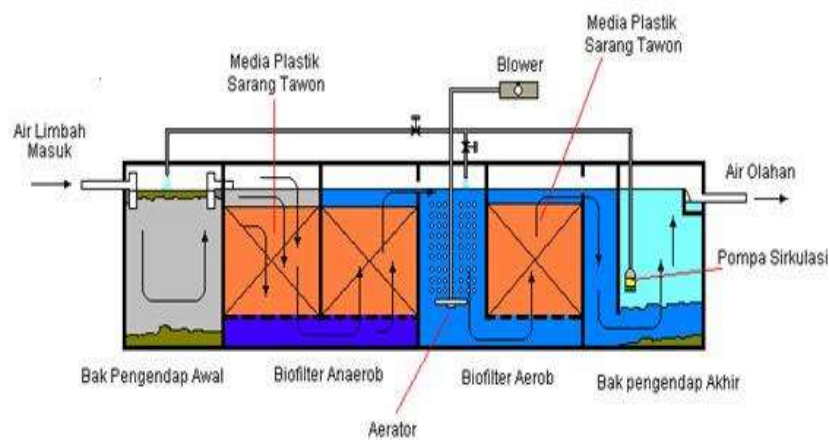 Media Plastik
Sarang Tawon
Media Plastik
Sarang Tawon
Blower
Air Limbah
Masuk
Air Olahan
Pompa Sirkulasi
Bak Pengendap Awal
Biofilter Anaerob
Biofilter Aerob
Bak pengendap Akhir
Aerator